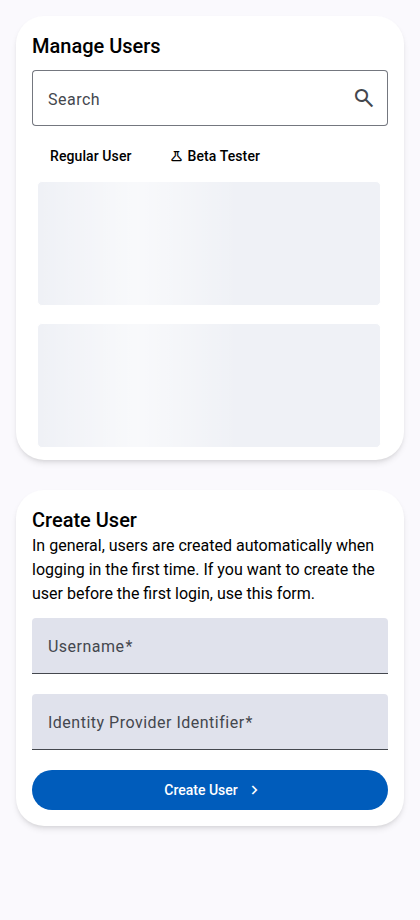 Manage Users
Search
Regular User
Beta Tester
Create User
In general, users are created automatically when
logging in the first time. If you want to create the
user before the first login, use this form.
Username*
Identity Provider Identifier*
Create User